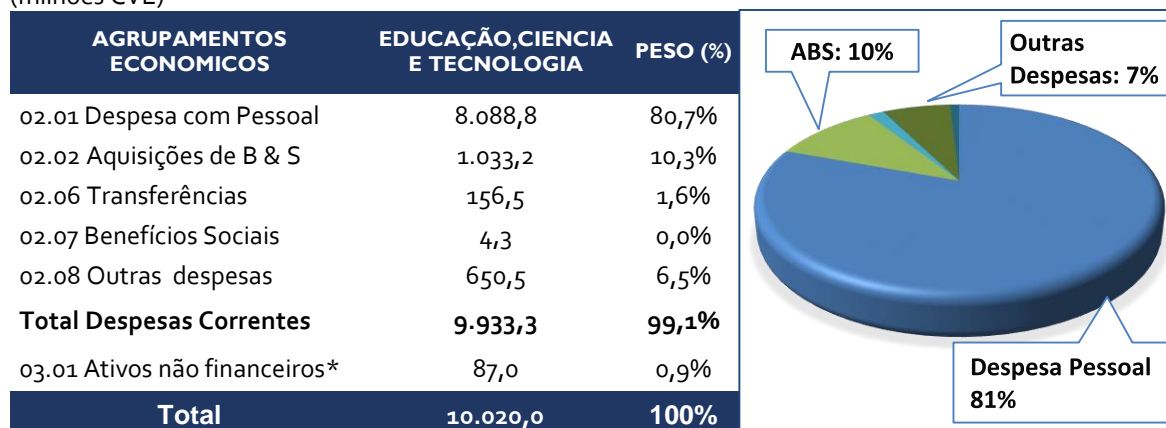 (milhões CVE)
AGRUPAMENTOS ECONOMICOS EDUCAÇÃO,CIENCIA E TECNOLOGIA PESO (%)
02.01 Despesa com Pessoal 8.088,8 80,7%
02.02 Aquisições de B & S 1.033,2 10,3%
02.06 Transferências 156,5 1,6%
02.07 Benefícios Sociais 4,3 0,0%
02.08 Outras despesas 650,5 6,5%
Total Despesas Correntes 9.933,3 99,1%
03.01 Ativos não financeiros* 87,0 0,9%
Total 10.020,0 100%
ABS: 10%
Outras
Despesas: 7%
Despesa Pessoal
81%